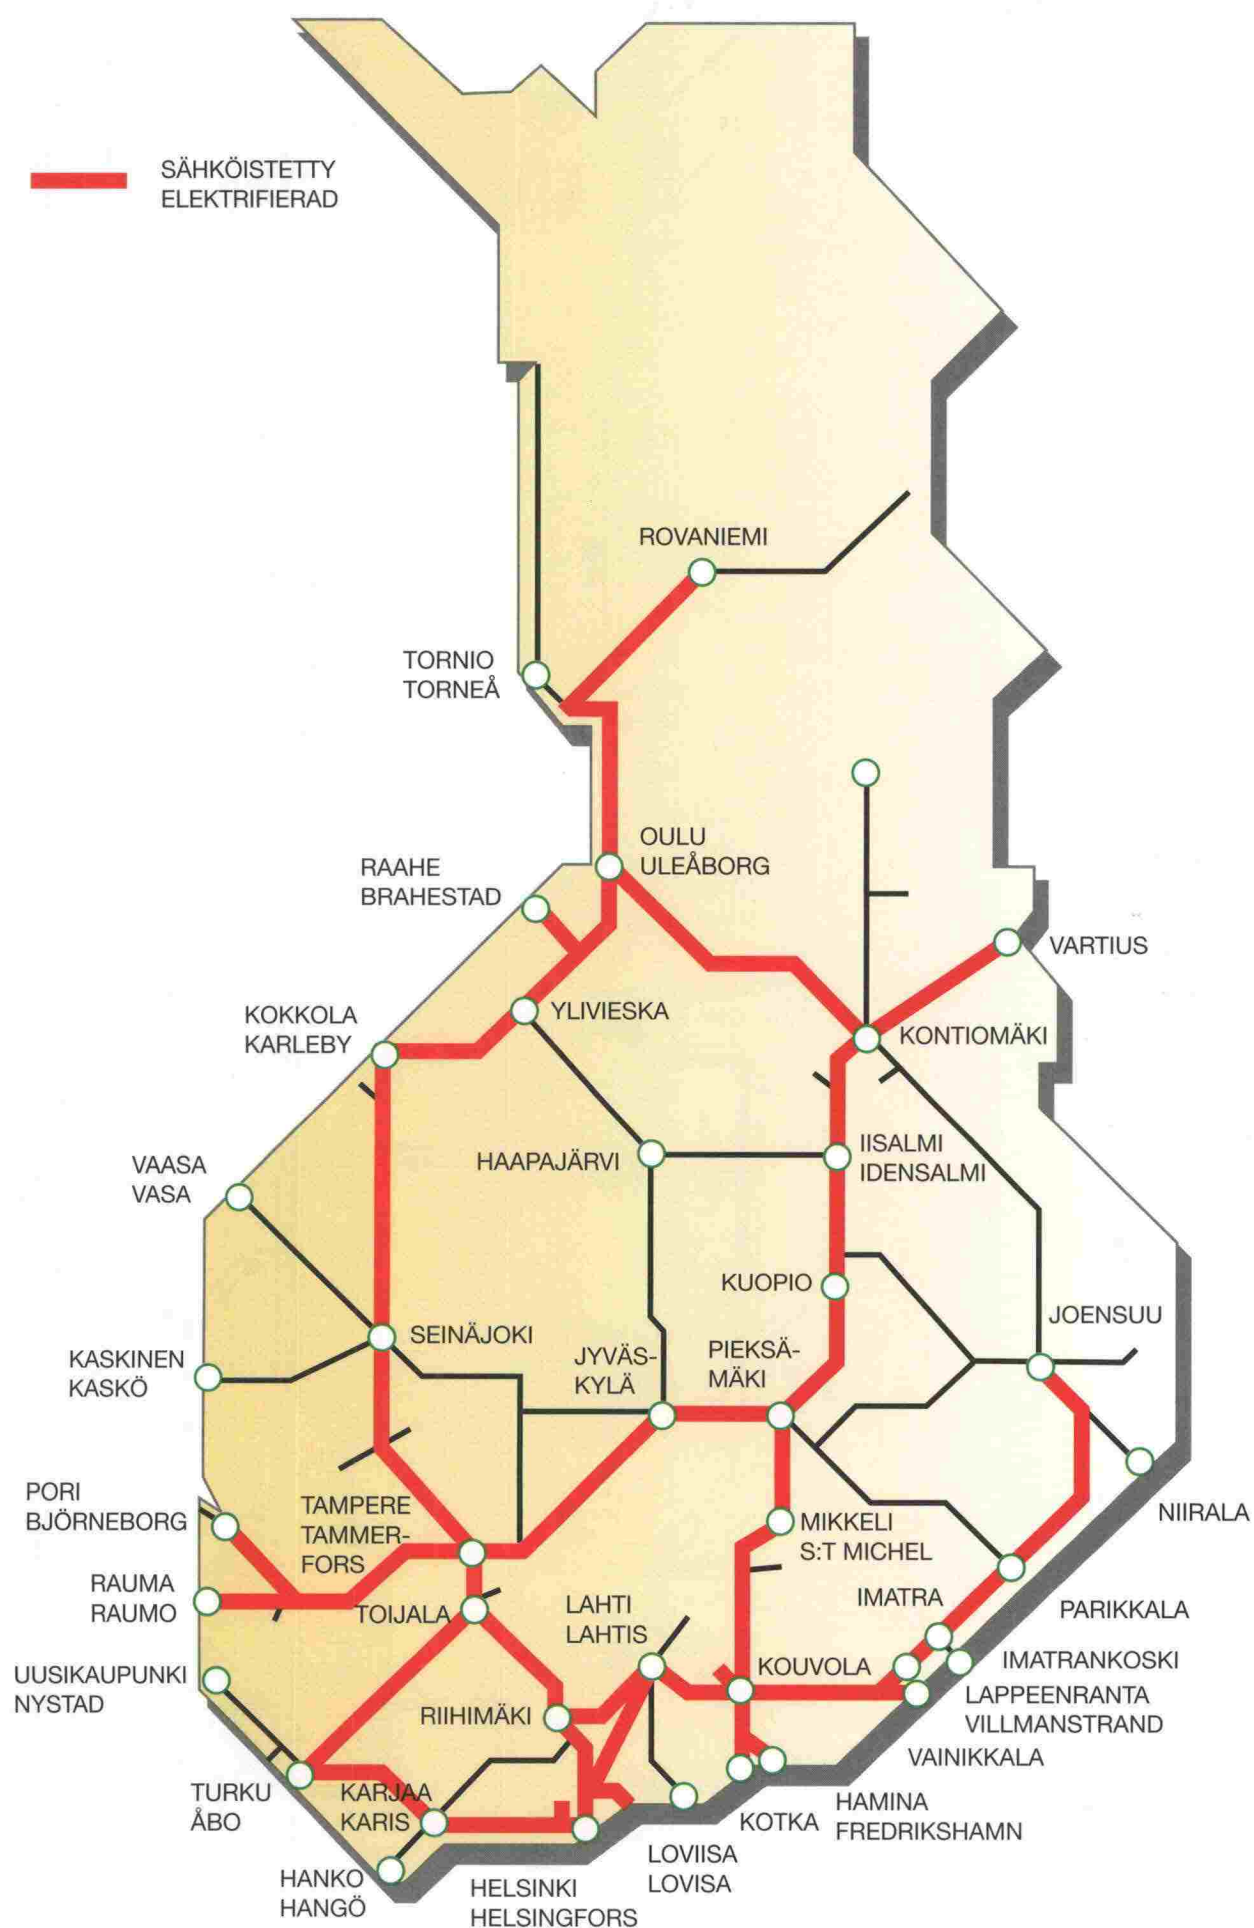 SÄHKÖISTETTY
ELEKTRIFIERAD
ROVANIEMI
TORNIO
TORNEÅ
OULU
ULEÅBORG
RAAHE
BRAHESTAD
VARTIUS
YLIVIESKA
KOKKOLA
KARLEBY
KONTIOMÄKI
IISALMI
IDENSALMI
HAAPAJÄRVI
VAASA
VASA
KUOPIO
JOENSUU
SEINÄJOKI
KASKINEN
KASKÖ
JYVÄS-
KYLÄ
PIEKSÄ-
MÄKI
PORI
BJÖRNEBORG
TAMPERE
TAMMER-
FORS
MIKKELI
S:T MICHEL
NIIRALA
RAUMA
RAUMO
TOIJALA
LAHTI
LAHTIS
IMATRA
PARIKKALA
UUSIKAUPUNKI
NYSTAD
RIIHIMÄKI
KOUVOLA
IMATRANKOSKI
LAPPEENRANTA
VILLMANSTRAND
VAINIKKALA
TURKU
ÅBO
KARJAA
KARIS
KOTKA
HAMINA
FREDRIKSHAMN
LOVIISA
LOVISA
HANKO
HANGÖ
HELSINKI
HELSINGFORS